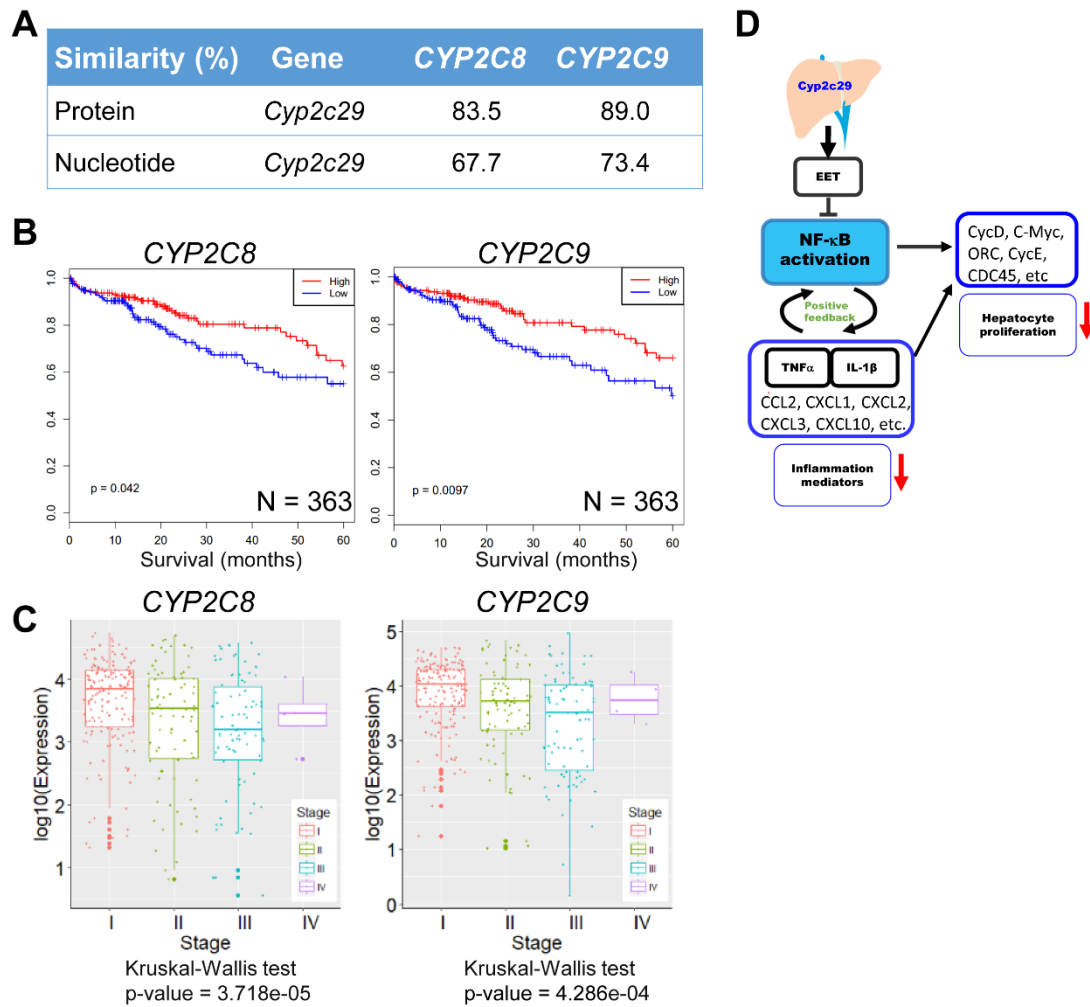 A
Similarity (%) Gene CYP2C8 CYP2C9
Protein Cyp2c29 83.5 89.0
Nucleotide Cyp2c29 67.7 73.4
B
CYP2C8
High
Low
1.0
0.8
0.6
0.4
0.2
0.0
p = 0.042
N = 363
0 10 20 30 40 50 60
Survival (months)
CYP2C9
High
Low
1.0
0.8
0.6
0.4
0.2
0.0
p = 0.0097
N = 363
0 10 20 30 40 50 60
Survival (months)
C
CYP2C8
log10(Expression)
4
3
2
1
Stage
I
II
III
IV
I II III IV
Stage
Kruskal-Wallis test
p-value = 3.718e-05
CYP2C9
log10(Expression)
5
4
3
2
1
0
Stage
I
II
III
IV
I II III IV
Stage
Kruskal-Wallis test
p-value = 4.286e-04
D
Cyp2c29
EET
NF-κB
activation
Positive
feedback
TNFα IL-1β
CCL2, CXCL1, CXCL2,
CXCL3, CXCL10, etc.
Inflammation
mediators
CycD, C-Myc,
ORC, CycE,
CDC45, etc
Hepatocyte
proliferation